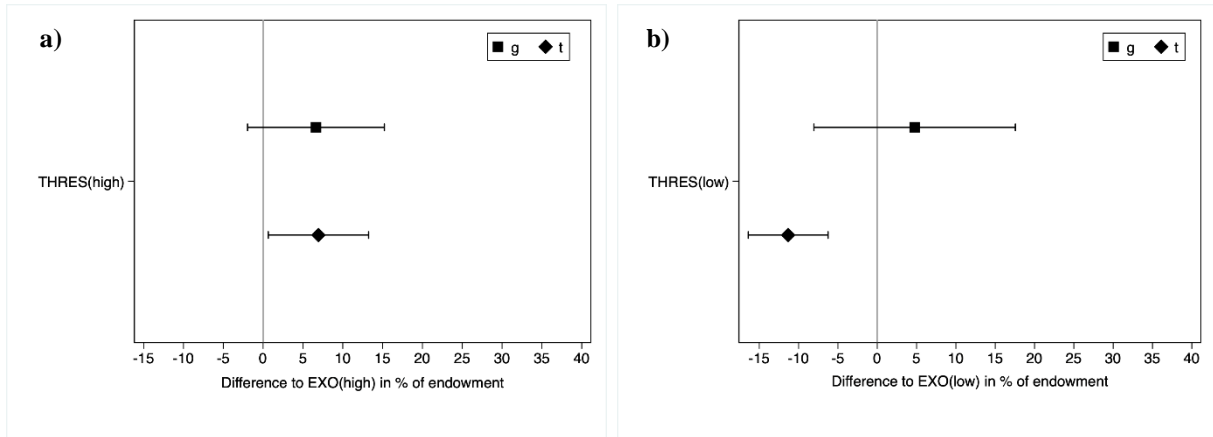 a)
g t
THRES(high)
-15 -10 -5 0 5 10 15 20 25 30 35 40
Difference to EXO(high) in % of endowment
b)
g t
THRES(low)
-15 -10 -5 0 5 10 15 20 25 30 35 40
Difference to EXO(low) in % of endowment